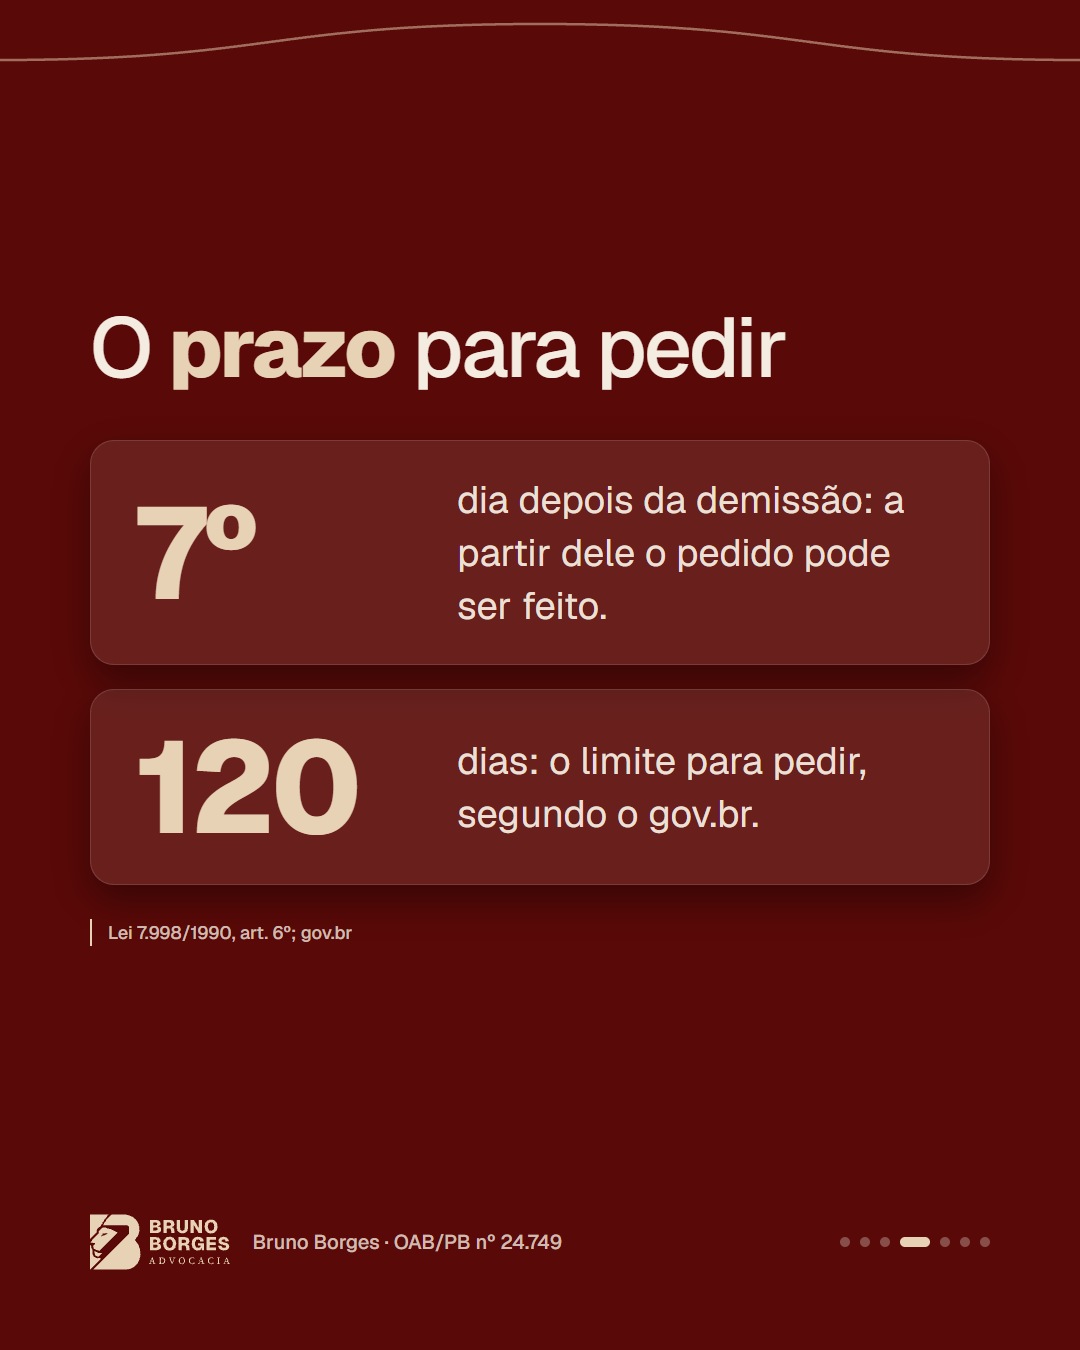 O prazo para pedir
7º
dia depois da demissão: a
partir dele o pedido pode
ser feito.
120
dias: o limite para pedir,
segundo o gov.br.
Lei 7.998/1990, art. 6º; gov.br
BRUNO
BORGES
ADVOCACIA
Bruno Borges · OAB/PB nº 24.749